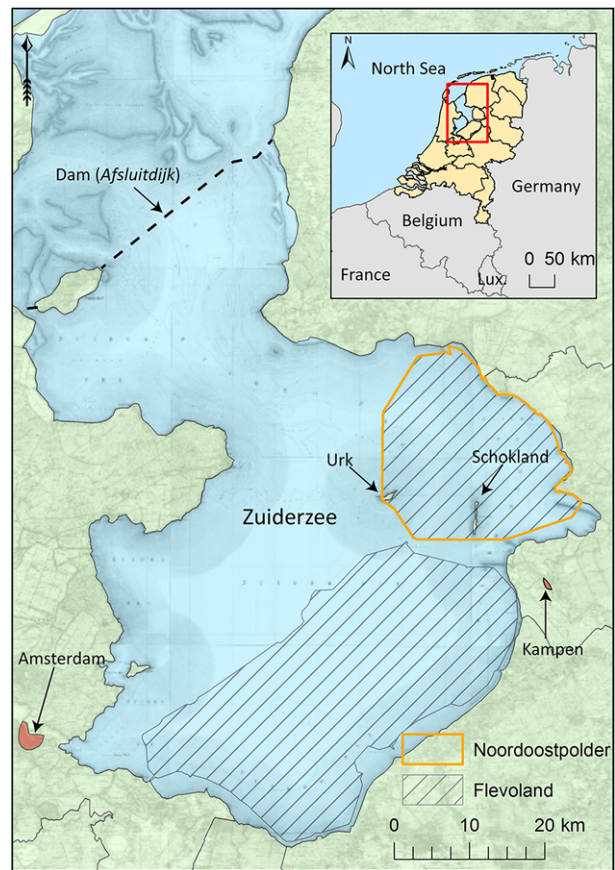 N
North Sea
Germany
Belgium
0 50 km
France
Lux.
Dam (Afsluitdijk)
Urk
Schokland
Zuiderzee
Kampen
Amsterdam
Noordoostpolder
Flevoland
0 10 20 km